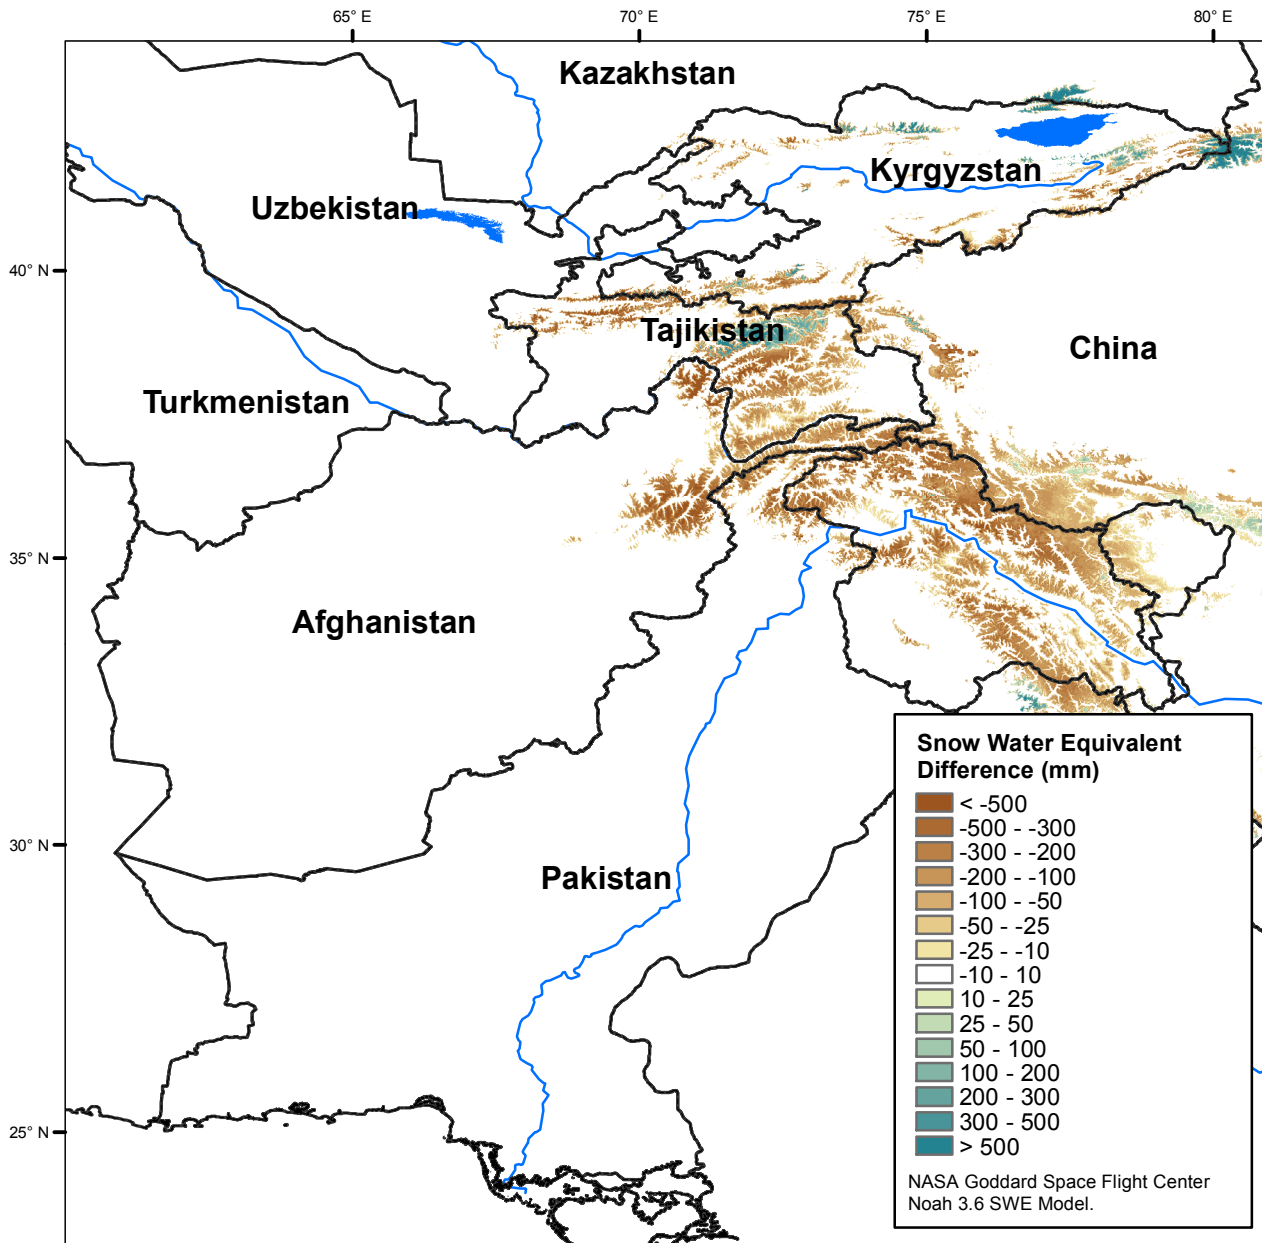 65° E
70° E
75° E
80° E
Kazakhstan
Kyrgyzstan
Uzbekistan
40° N
Tajikistan
China
Turkmenistan
35° N
Afghanistan
30° N
Pakistan
25° N
Snow Water Equivalent
Difference (mm)
< -500
-500 - -300
-300 - -200
-200 - -100
-100 - -50
-50 - -25
-25 - -10
-10 - 10
10 - 25
25 - 50
50 - 100
100 - 200
200 - 300
300 - 500
> 500
NASA Goddard Space Flight Center
Noah 3.6 SWE Model.